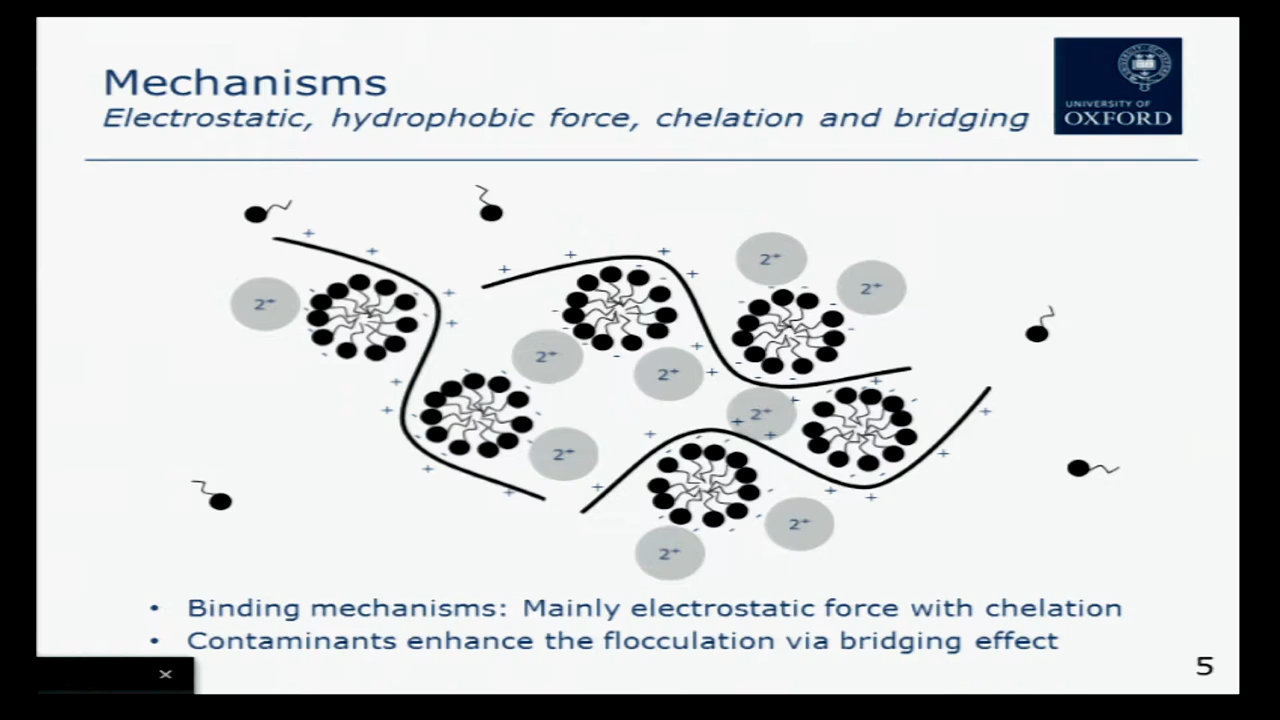 Mechanisms
Electrostatic, hydrophobic force, chelation and bridging
UNIVERSITY OF
OXFORD
2+
2+
2+
2+
2+
2+
2+
2+
2+
• Binding mechanisms: Mainly electrostatic force with chelation
• Contaminants enhance the flocculation via bridging effect
5